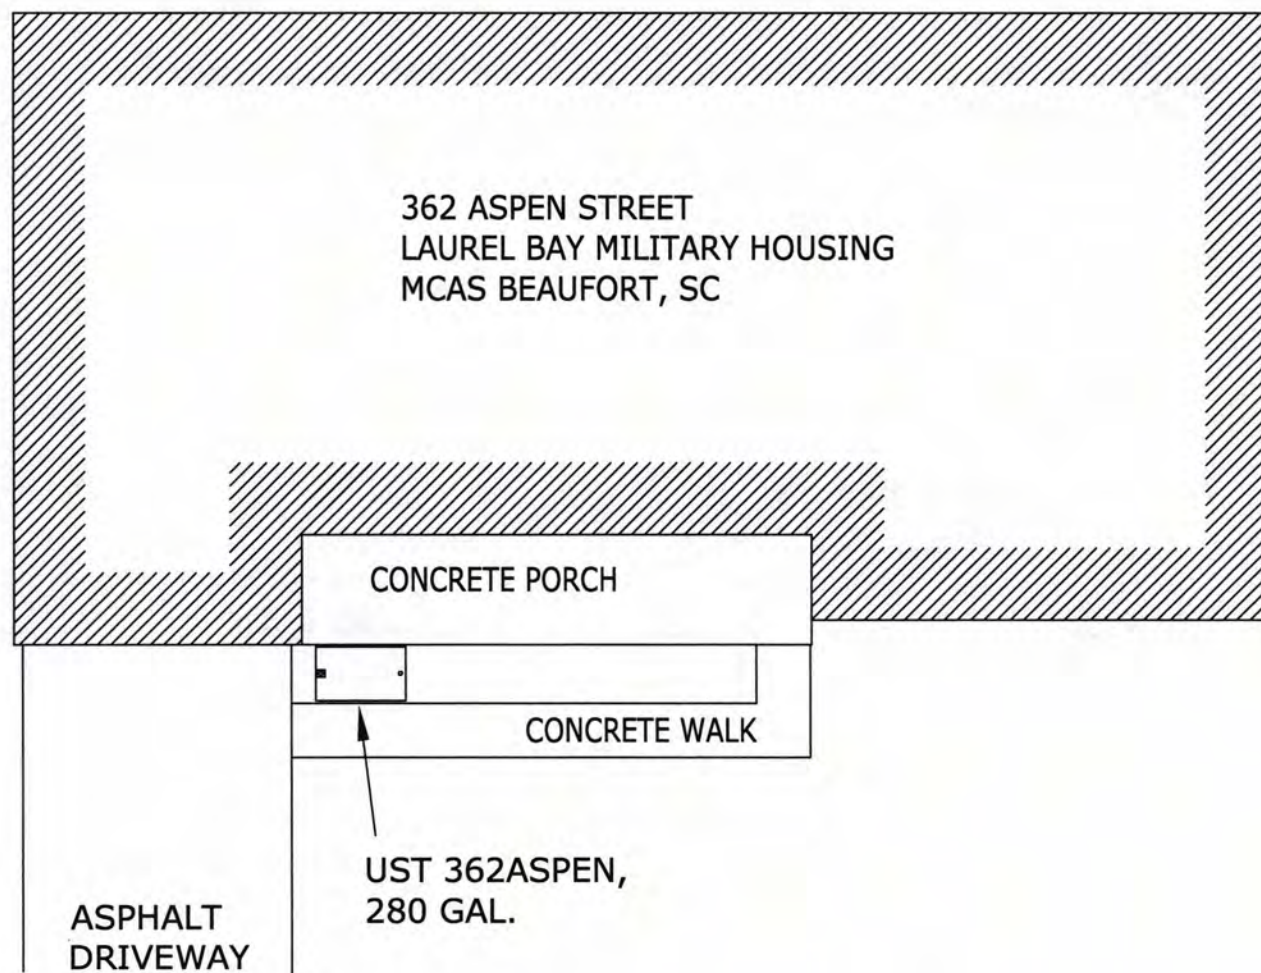 362 ASPEN STREET
LAUREL BAY MILITARY HOUSING
MCAS BEAUFORT, SC
CONCRETE PORCH
CONCRETE WALK
UST 362ASPEN,
280 GAL.
ASPHALT
DRIVEWAY